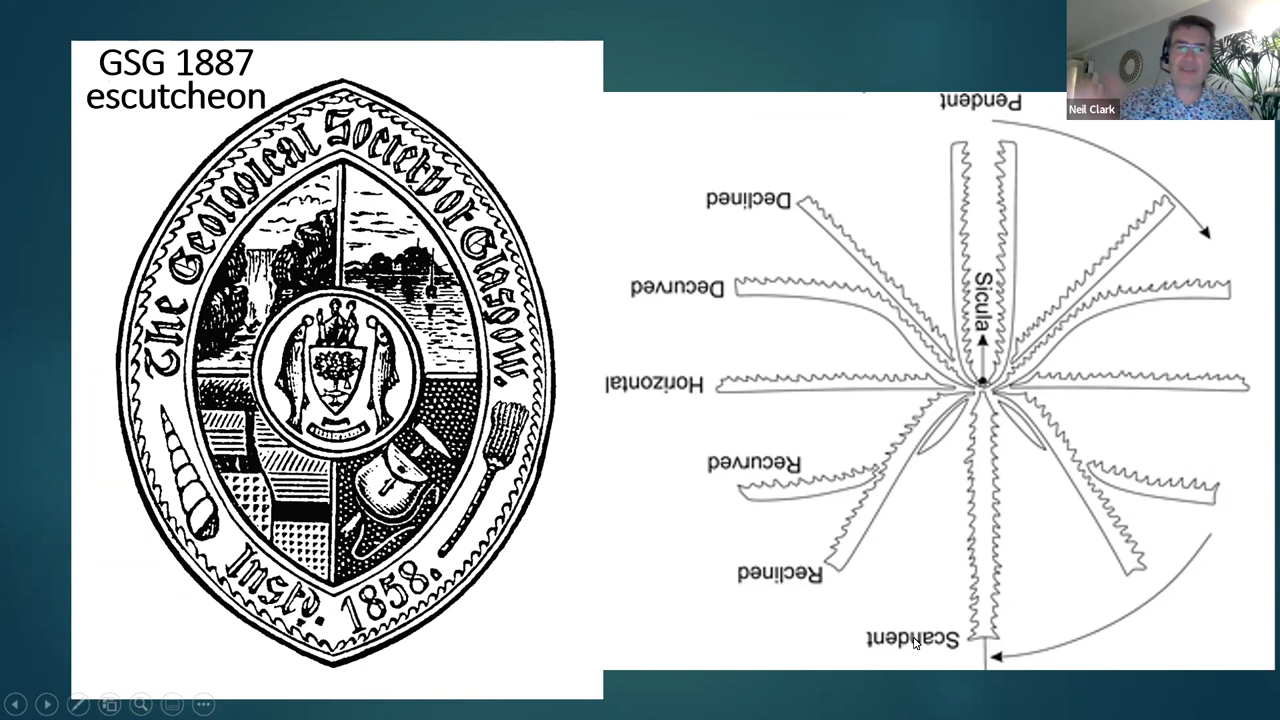 GSG 1887
escutcheon
The Geological Society of Glasgow.
Instd. 1858.
Neil Clark
Pendent
Declined
Decurved
Sicula
Horizontal
Recurved
Reclined
Scandent